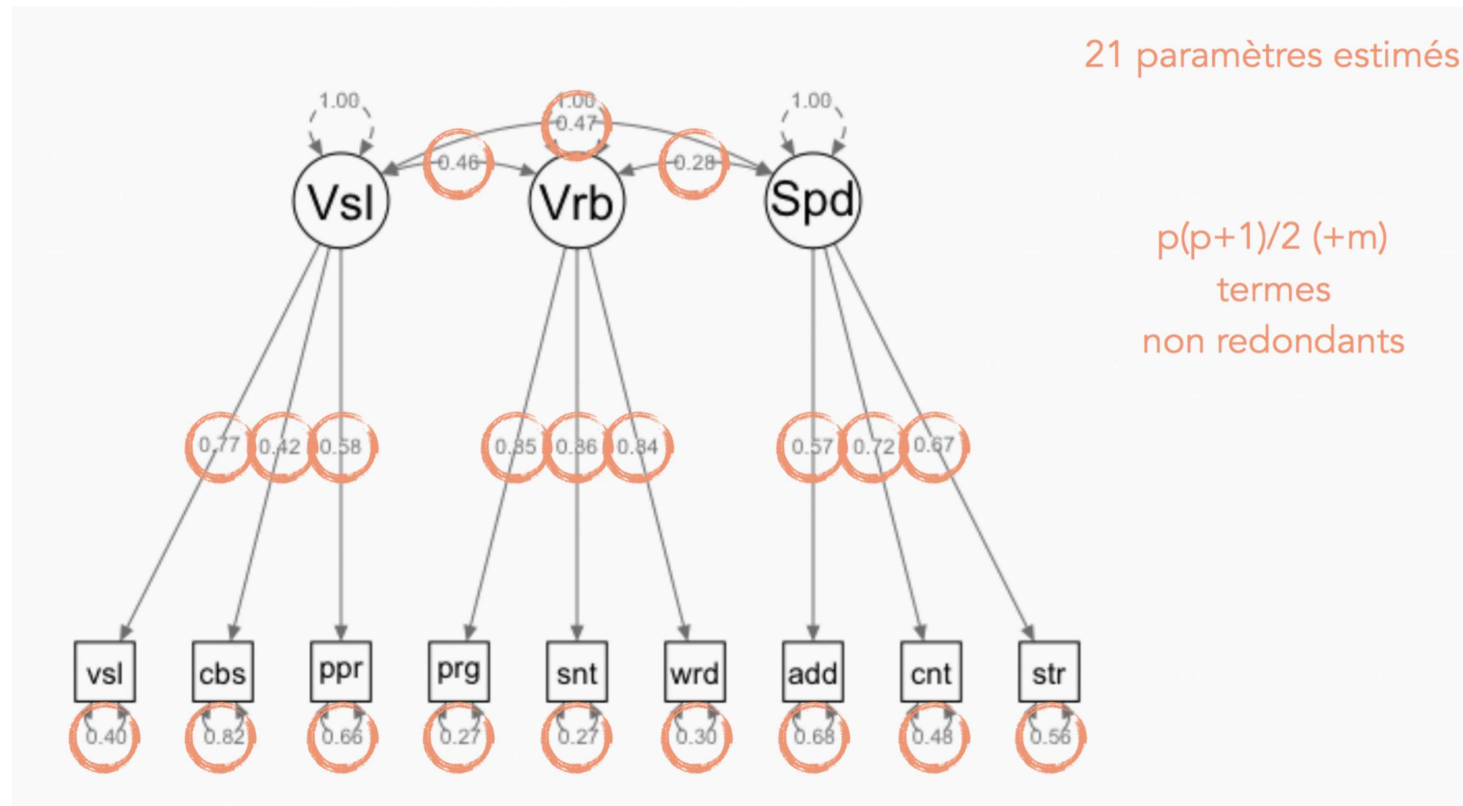 21 paramètres estimés
1.00
1.00
1.00
0.47
0.46
0.28
Vsl
Vrb
Spd
p(p+1)/2 (+m)
termes
non redondants
0.77
0.42
0.58
0.85
0.86
0.84
0.57
0.72
0.67
vsl
cbs
ppr
prg
snt
wrd
add
cnt
str
0.40
0.82
0.66
0.27
0.27
0.30
0.68
0.48
0.56